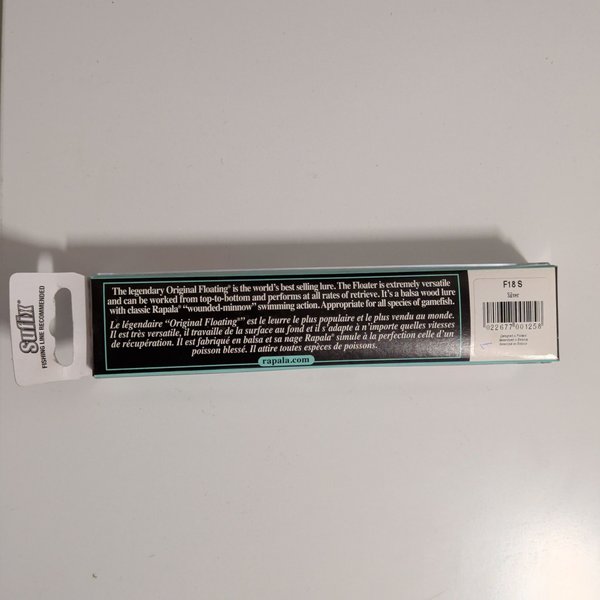 The legendary Original Floating® is the world's best selling lure. The Floater is extremely versatile
and can be worked from top-to-bottom and performs at all rates of retrieve. It's a balsa wood lure
with classic Rapala® "wounded-minnow" swimming action. Appropriate for all species of gamefish.
Le légendaire "Original Floating®" est le leurre le plus populaire et le plus vendu au monde.
Il est très versatile, il travaille de la surface au fond et il s'adapte à n'importe quelles vitesses
de récupération. Il est fabriqué en balsa et sa nage Rapala® simule à la perfection celle d'un
poisson blessé. Il attire toutes espèces de poissons.
rapala.com
F18 S
Silver
022677 001258
Sufix
FISHING LINE RECOMMENDED